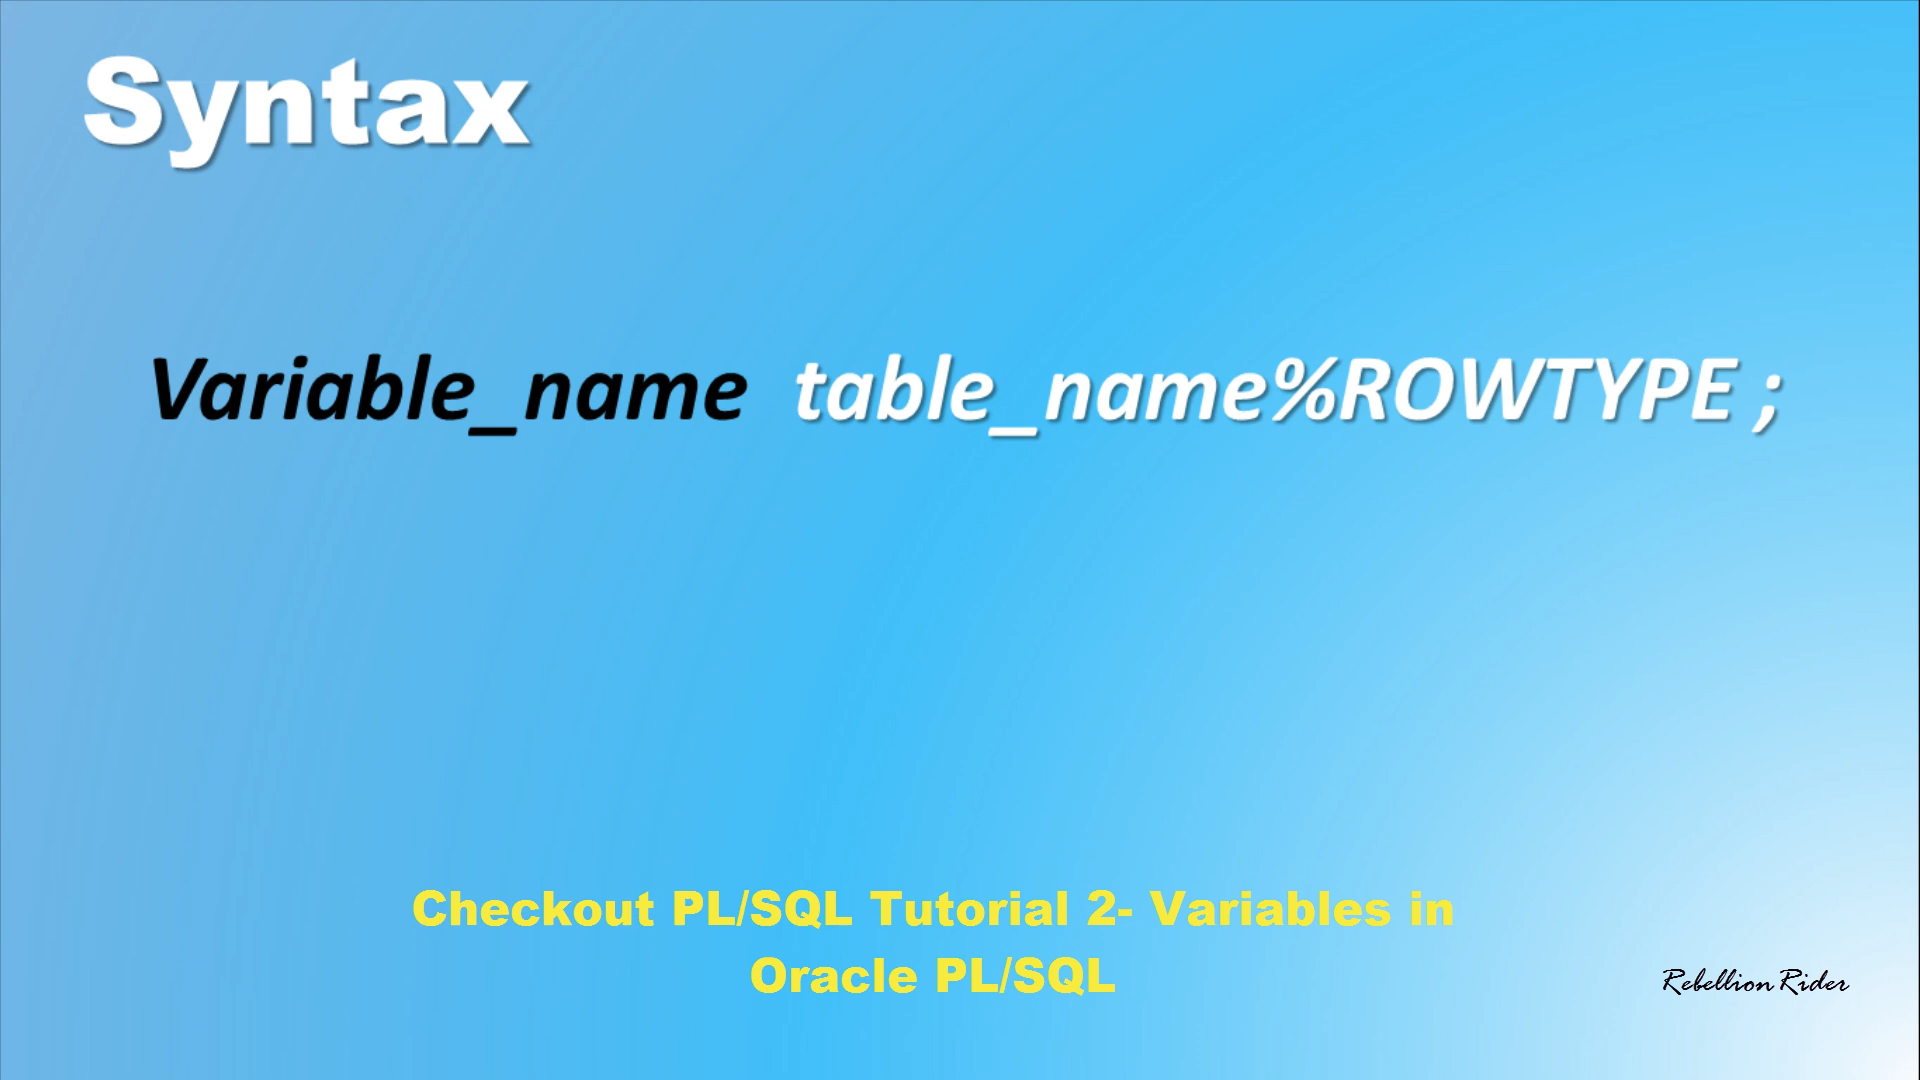 Syntax
Variable_name table_name%ROWTYPE ;
Checkout PL/SQL Tutorial 2- Variables in
Oracle PL/SQL
Rebellion Rider